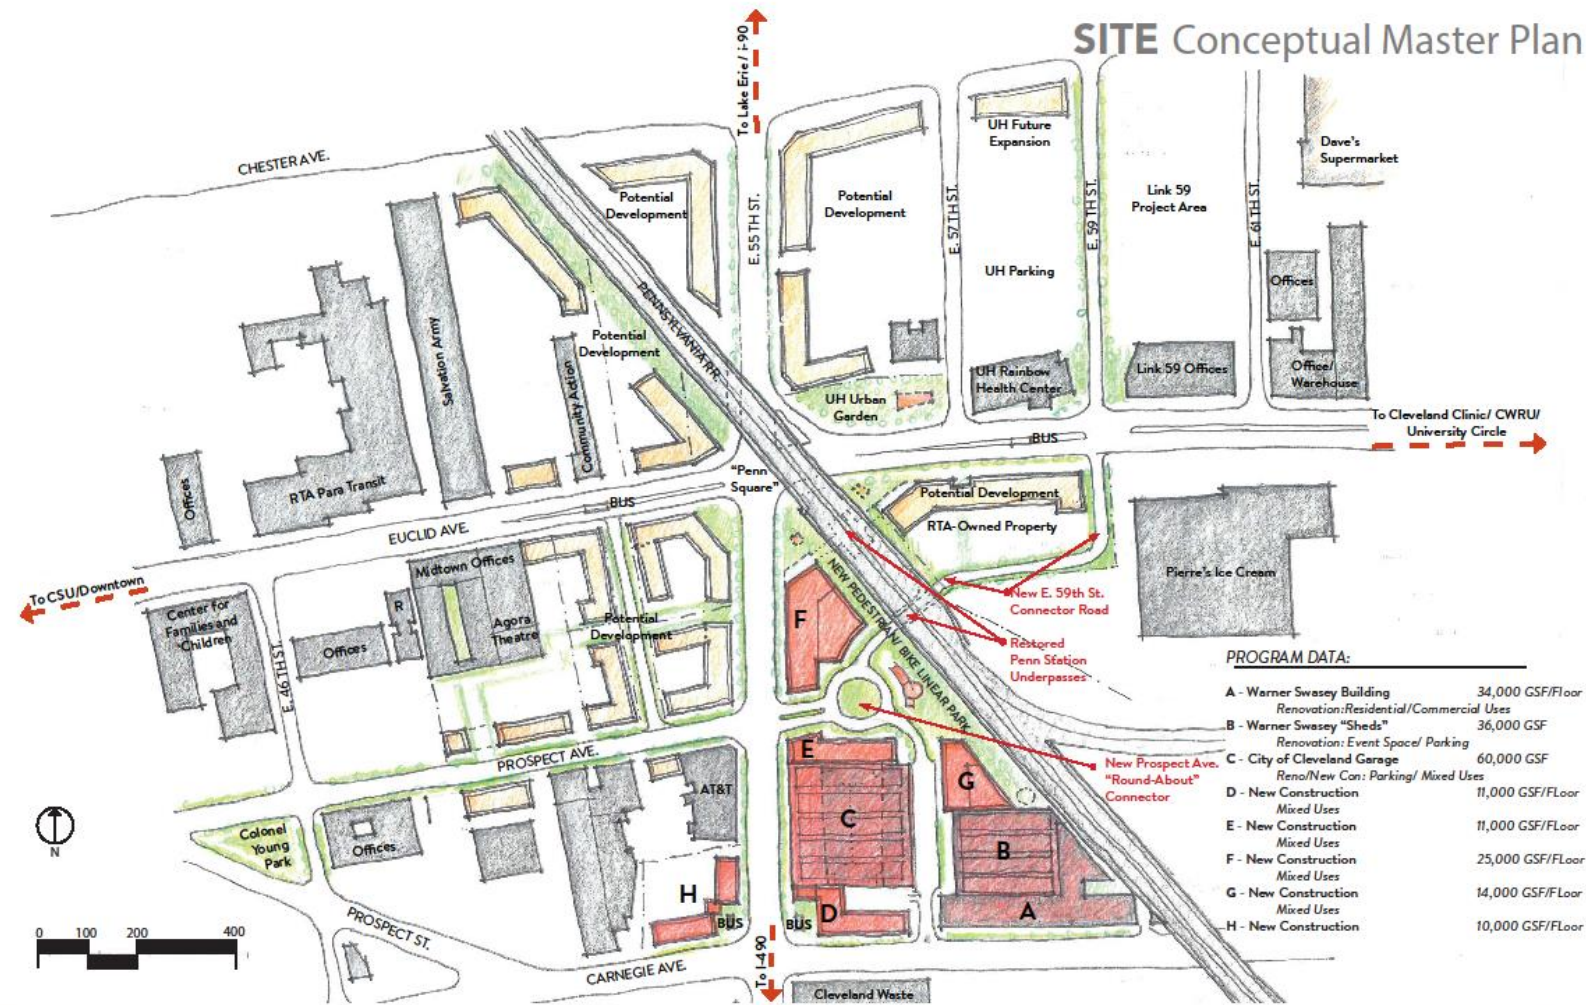 SITE Conceptual Master Plan
To Lake Erie / i-90
CHESTER AVE.
UH Future
Expansion
Dave's
Supermarket
Potential
Development
Potential
Development
Link 59
Project Area
E. 55TH ST.
E. 57TH ST.
E. 59TH ST.
E. 61TH ST.
UH Parking
Offices
PENNSYLVANIA RR.
Salvation Army
Potential
Development
Community Action
UH Rainbow
Health Center
Link 59 Offices
Office/
Warehouse
UH Urban
Garden
To Cleveland Clinic/ CWRU/
University Circle
BUS
"Penn
Square"
Offices
RTA Para Transit
BUS
EUCLID AVE.
Potential Development
RTA-Owned Property
Midtown Offices
Pierre's Ice Cream
To CSU/Downtown
Center for
Families and
Children
R
Agora
Theatre
Offices
Potential
Development
F
NEW PEDESTRIAN/ BIKE LINEAR PARK
New E. 59th St.
Connector Road
Restored
Penn Station
Underpasses
E. 46TH ST.
PROSPECT AVE.
New Prospect Ave.
"Round-About"
Connector
E
G
AT&T
C
B
Colonel
Young
Park
Offices
N
H
BUS
BUS
D
A
PROSPECT ST.
0 100 200 400
CARNEGIE AVE.
To I-490
Cleveland Waste
PROGRAM DATA:
A - Warner Swasey Building 34,000 GSF/Floor
Renovation:Residential/Commercial Uses
B - Warner Swasey "Sheds" 36,000 GSF
Renovation: Event Space/ Parking
C - City of Cleveland Garage 60,000 GSF
Reno/New Con: Parking/ Mixed Uses
D - New Construction 11,000 GSF/FLoor
Mixed Uses
E - New Construction 11,000 GSF/FLoor
Mixed Uses
F - New Construction 25,000 GSF/FLoor
Mixed Uses
G - New Construction 14,000 GSF/FLoor
Mixed Uses
H - New Construction 10,000 GSF/FLoor